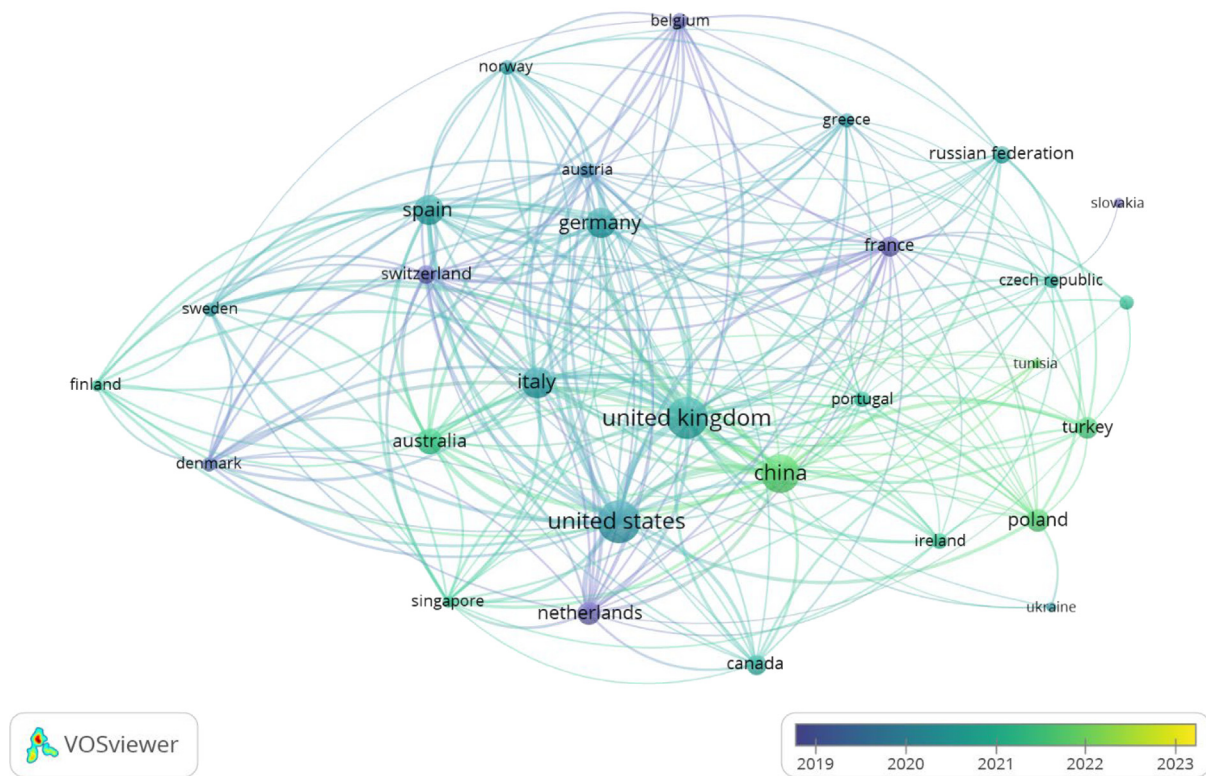 belgium
norway
greece
russian federation
austria
slovakia
spain
germany
france
switzerland
czech republic
sweden
tunisia
finland
italy
portugal
united kingdom
turkey
australia
denmark
china
united states
poland
ireland
singapore
netherlands
ukraine
canada
VOSviewer
2019 2020 2021 2022 2023